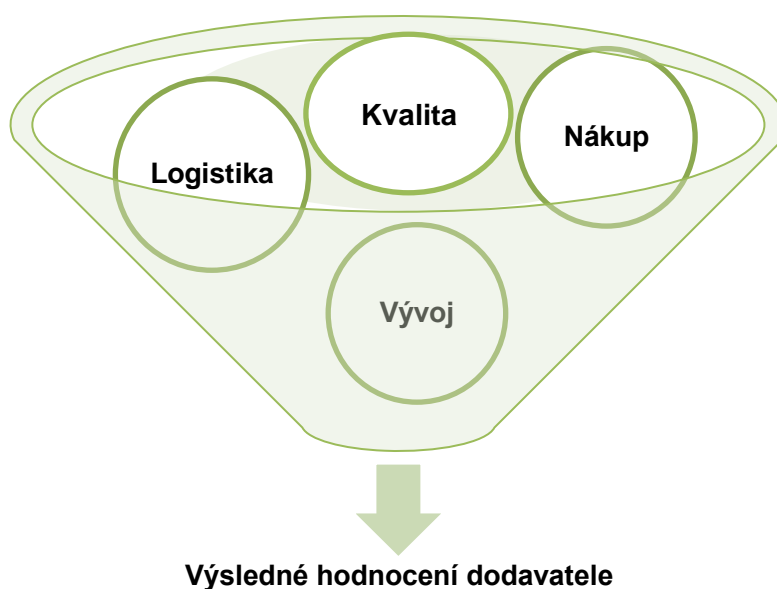 Kvalita
Nákup
Logistika
Vývoj
Výsledné hodnocení dodavatele